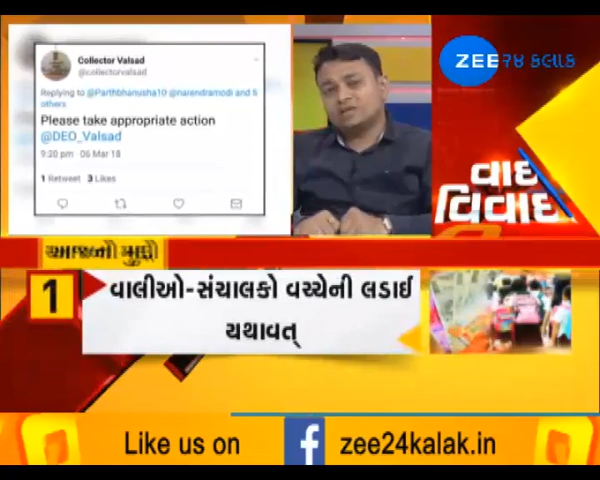 Collector Valsad
@collectorvalsad
Replying to @Parthbhanusha10 @narendramodi and 5
others
Please take appropriate action
@DEO_Valsad
9:20 pm · 06 Mar 18
1 Retweet 3 Likes
ZEE ૨૪ કલાક
વાદ
વિવાદ
આજનો મુદ્દો
1
વાલીઓ-સંચાલકો વચ્ચેની લડાઈ
યથાવત્
Like us on f zee24kalak.in